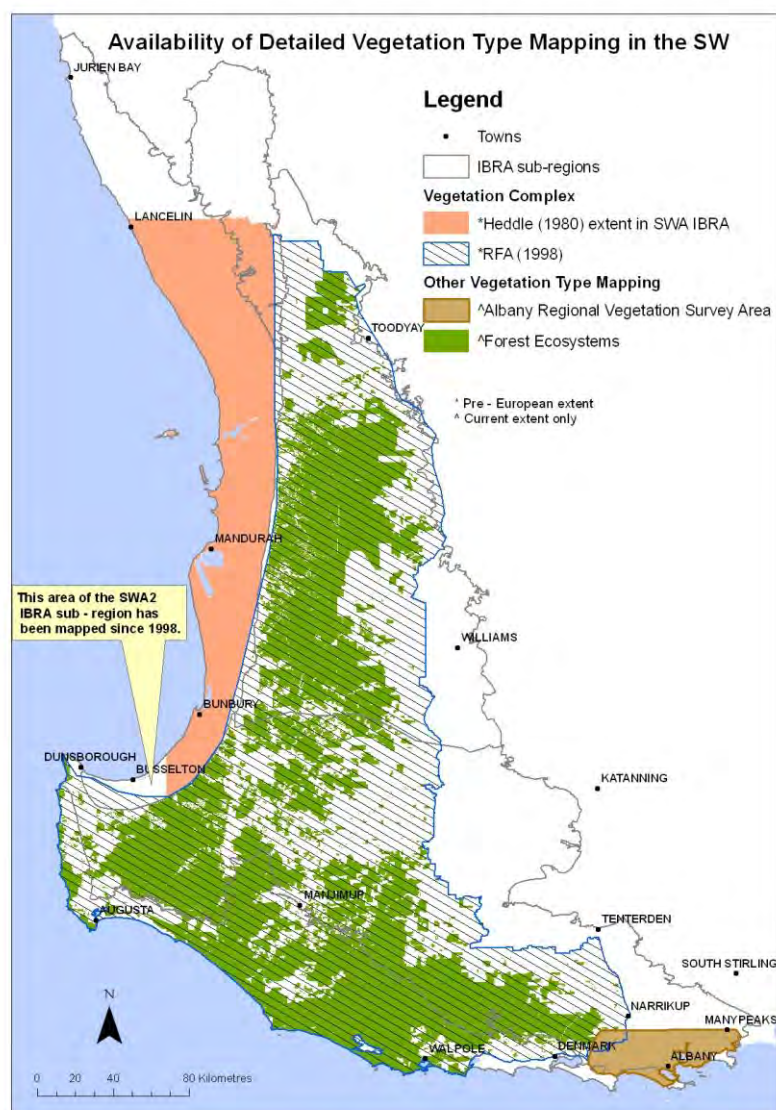 Availability of Detailed Vegetation Type Mapping in the SW
JURIEN BAY
Legend
Towns
IBRA sub-regions
Vegetation Complex
*Heddle (1980) extent in SWA IBRA
*RFA (1998)
Other Vegetation Type Mapping
^Albany Regional Vegetation Survey Area
^Forest Ecosystems
* Pre - European extent
^ Current extent only
LANCELIN
TOODYAY
MANDURAH
This area of the SWA2
IBRA sub - region has
been mapped since 1998.
WILLIAMS
BUNBURY
DUNSBOROUGH
BUSSELTON
KATANNING
MANJIMUP
AUGUSTA
TENTERDEN
SOUTH STIRLING
NARRIKUP
MANYPEAKS
WALPOLE
DENMARK
ALBANY
N
0 20 40 80 Kilometres